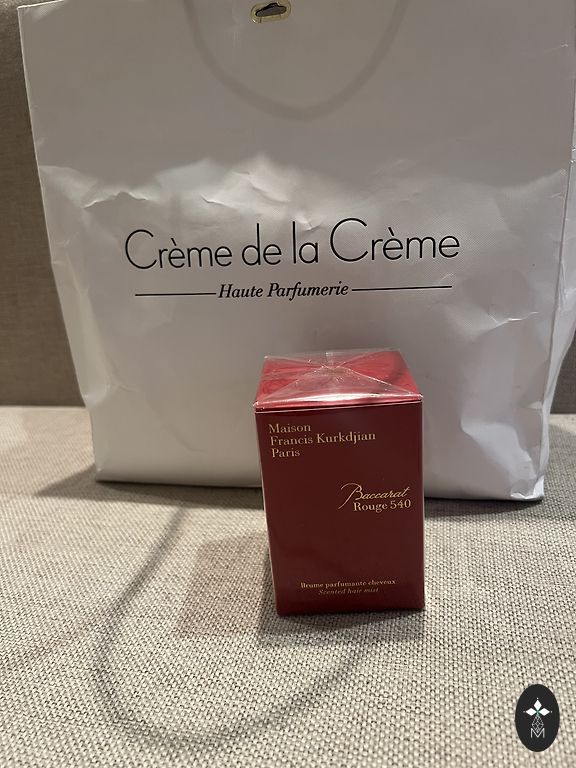 Crème de la Crème
Haute Parfumerie
Maison
Francis Kurkdjian
Paris
Baccarat
Rouge 540
Brume parfumante cheveux
Scented hair mist
M